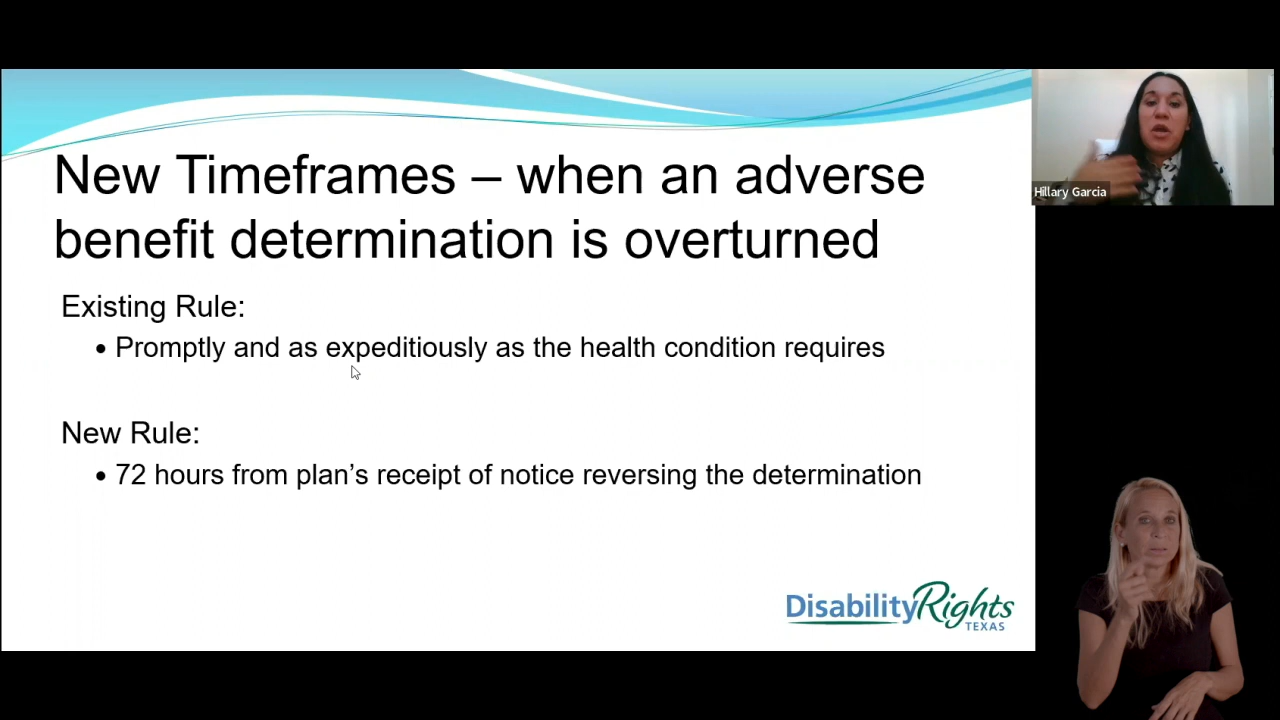 New Timeframes – when an adverse
benefit determination is overturned
Existing Rule:
• Promptly and as expeditiously as the health condition requires
New Rule:
• 72 hours from plan’s receipt of notice reversing the determination
DisabilityRights
TEXAS
Hillary Garcia